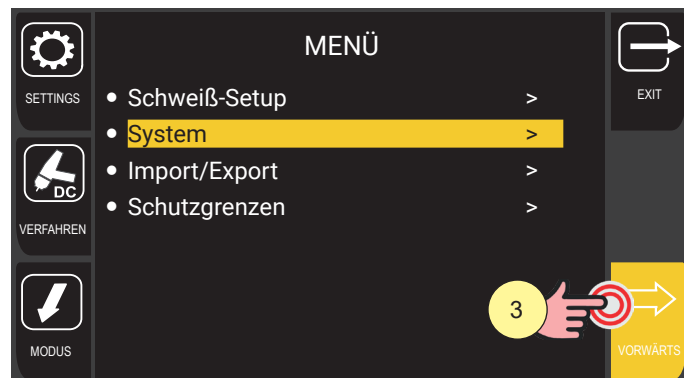 MENÜ
SETTINGS
EXIT
Schweiß-Setup >
System >
Import/Export >
Schutzgrenzen >
DC
VERFAHREN
3
MODUS
VORWÄRTS